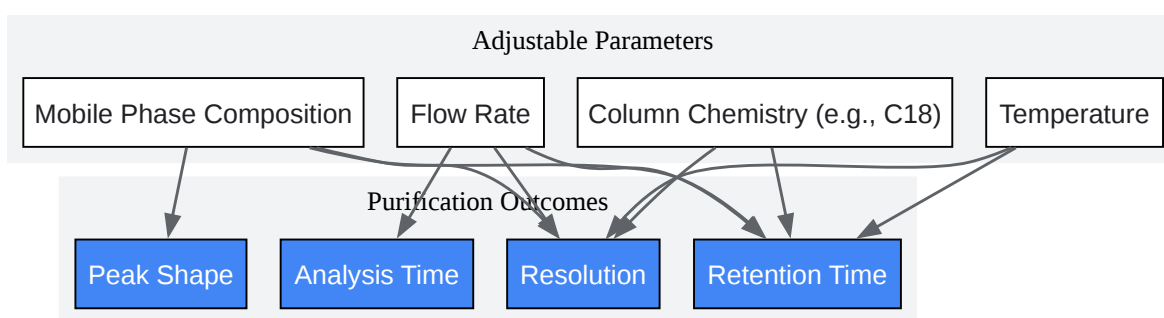 Adjustable Parameters
Mobile Phase Composition
Flow Rate
Column Chemistry (e.g., C18)
Temperature
Purification Outcomes
Peak Shape
Analysis Time
Resolution
Retention Time